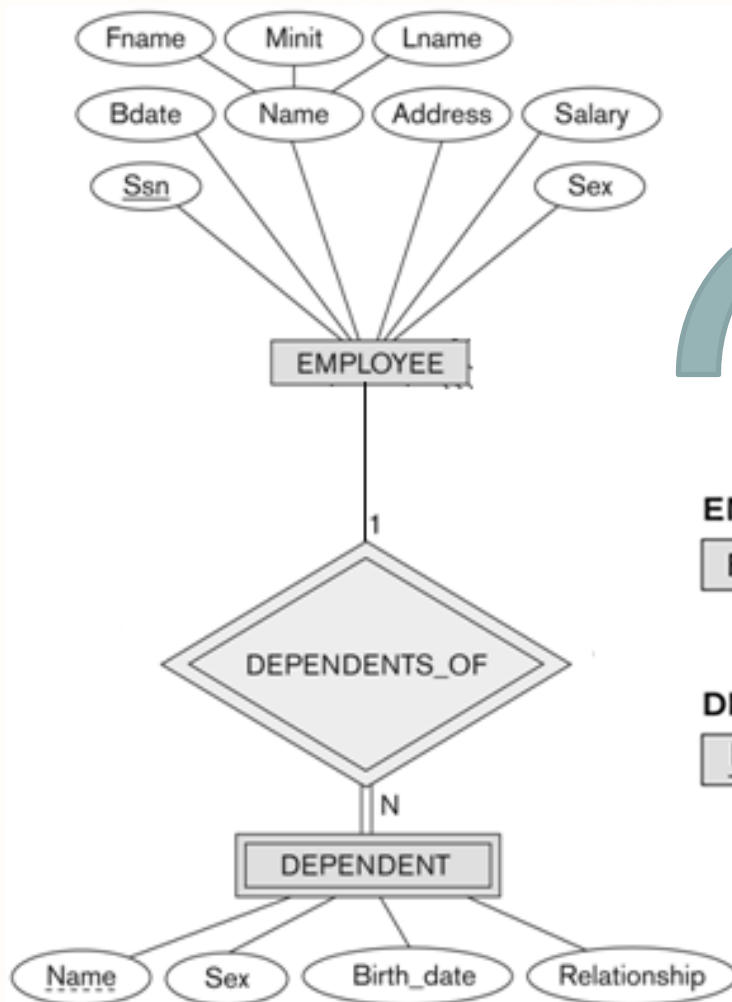 Fname Minit Lname
Bdate Name Address Salary
Ssn Sex
EMPLOYEE
1
DEPENDENTS_OF
N
DEPENDENT
Name Sex Birth_date Relationship